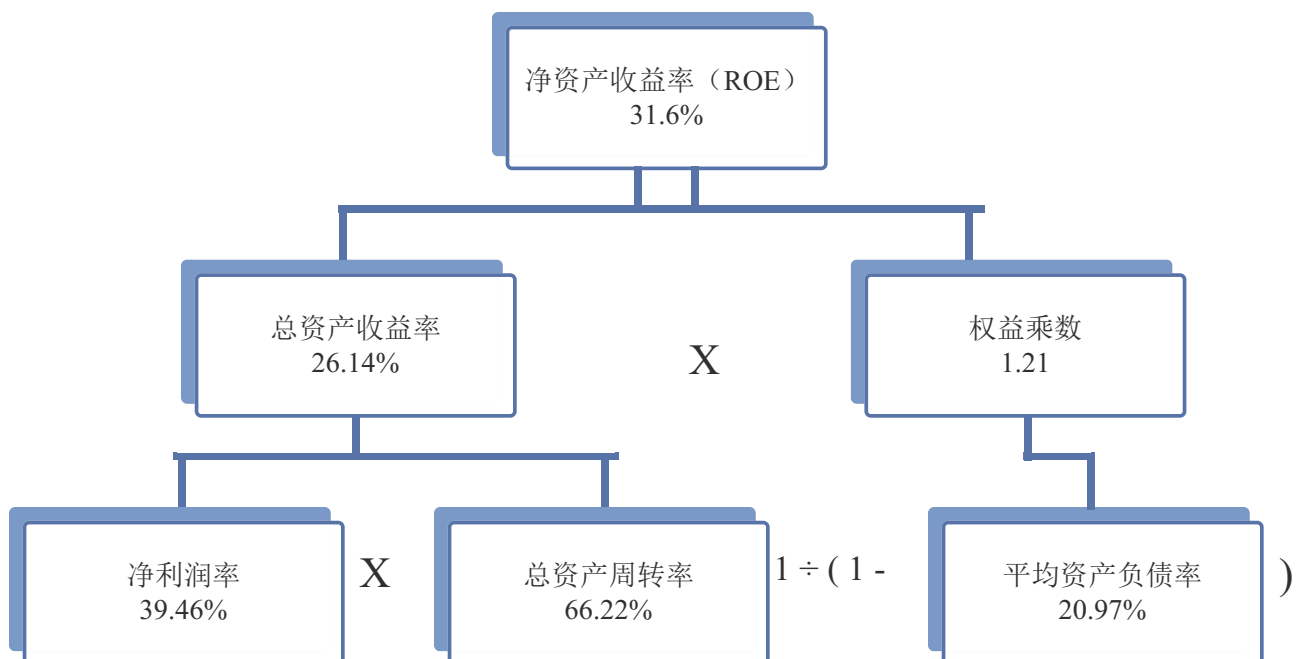 净资产收益率（ROE）
31.6%
总资产收益率
26.14%
X
权益乘数
1.21
净利润率
39.46%
X
总资产周转率
66.22%
1 ÷ ( 1 -
平均资产负债率
20.97%
)